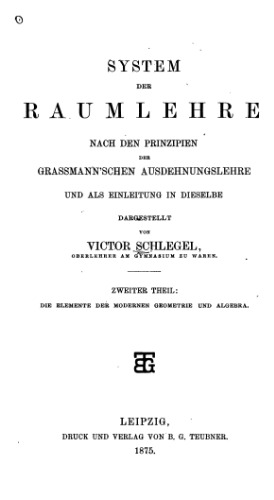 SYSTEM
DER
RAUMLEHRE
NACH DEN PRINZIPIEN
DER
GRASSMANN'SCHEN AUSDEHNUNGSLEHRE
UND ALS EINLEITUNG IN DIESELBE
DARGESTELLT
VON
VICTOR SCHLEGEL,
OBERLEHRER AM GYMNASIUM ZU WAREN.
ZWEITER THEIL:
DIE ELEMENTE DER MODERNEN GEOMETRIE UND ALGEBRA.
BTG
LEIPZIG,
DRUCK UND VERLAG VON B. G. TEUBNER.
1875.